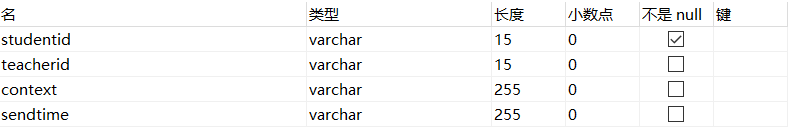 名 类型 长度 小数点 不是 null 键
studentid varchar 15 0
teacherid varchar 15 0
context varchar 255 0
sendtime varchar 255 0